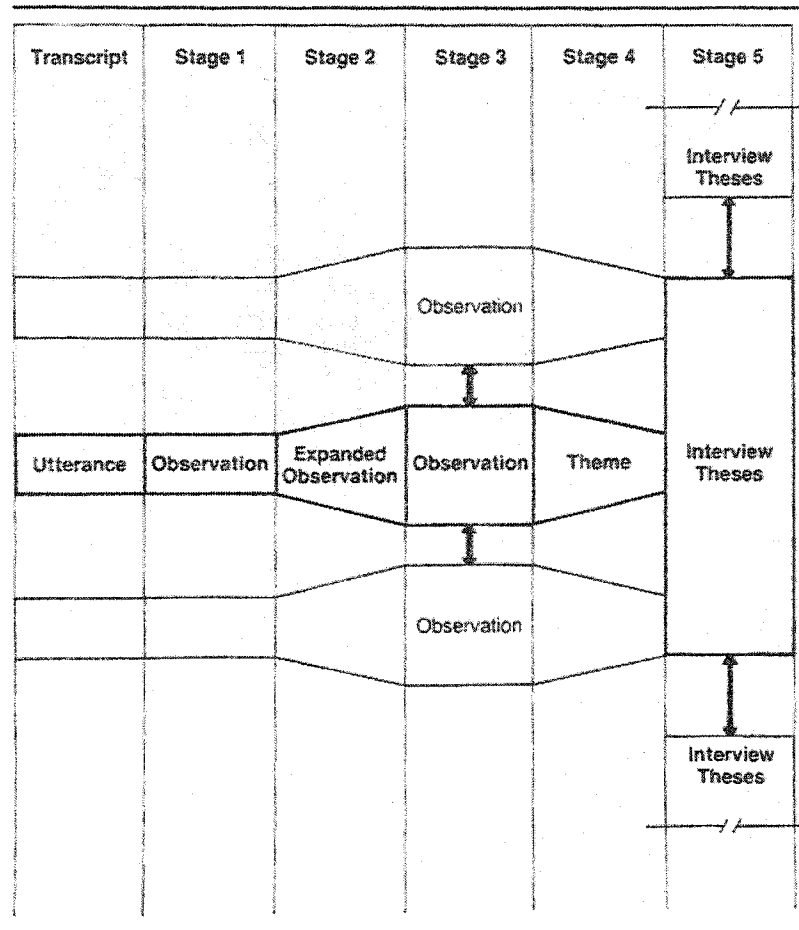 Transcript Stage 1 Stage 2 Stage 3 Stage 4 Stage 5
Interview
Theses
Observation
Utterance Observation Expanded
Observation Observation Theme Interview
Theses
Observation
Interview
Theses